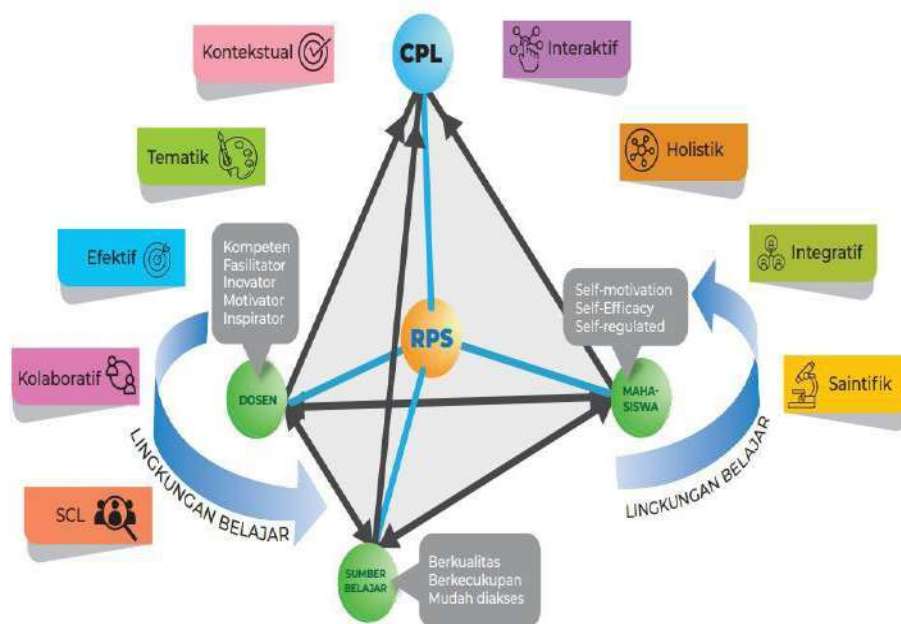 Kontekstual
CPL
Interaktif
Tematik
Holistik
Efektif
Kompeten
Fasilitator
Inovator
Motivator
Inspirator
Integratif
Self-motivation
Self-Efficacy
Self-regulated
RPS
Kolaboratif
DOSEN
MAHA-
SISWA
Saintifik
LINGKUNGAN BELAJAR
LINGKUNGAN BELAJAR
SCL
SUMBER
BELAJAR
Berkualitas
Berkecukupan
Mudah diakses